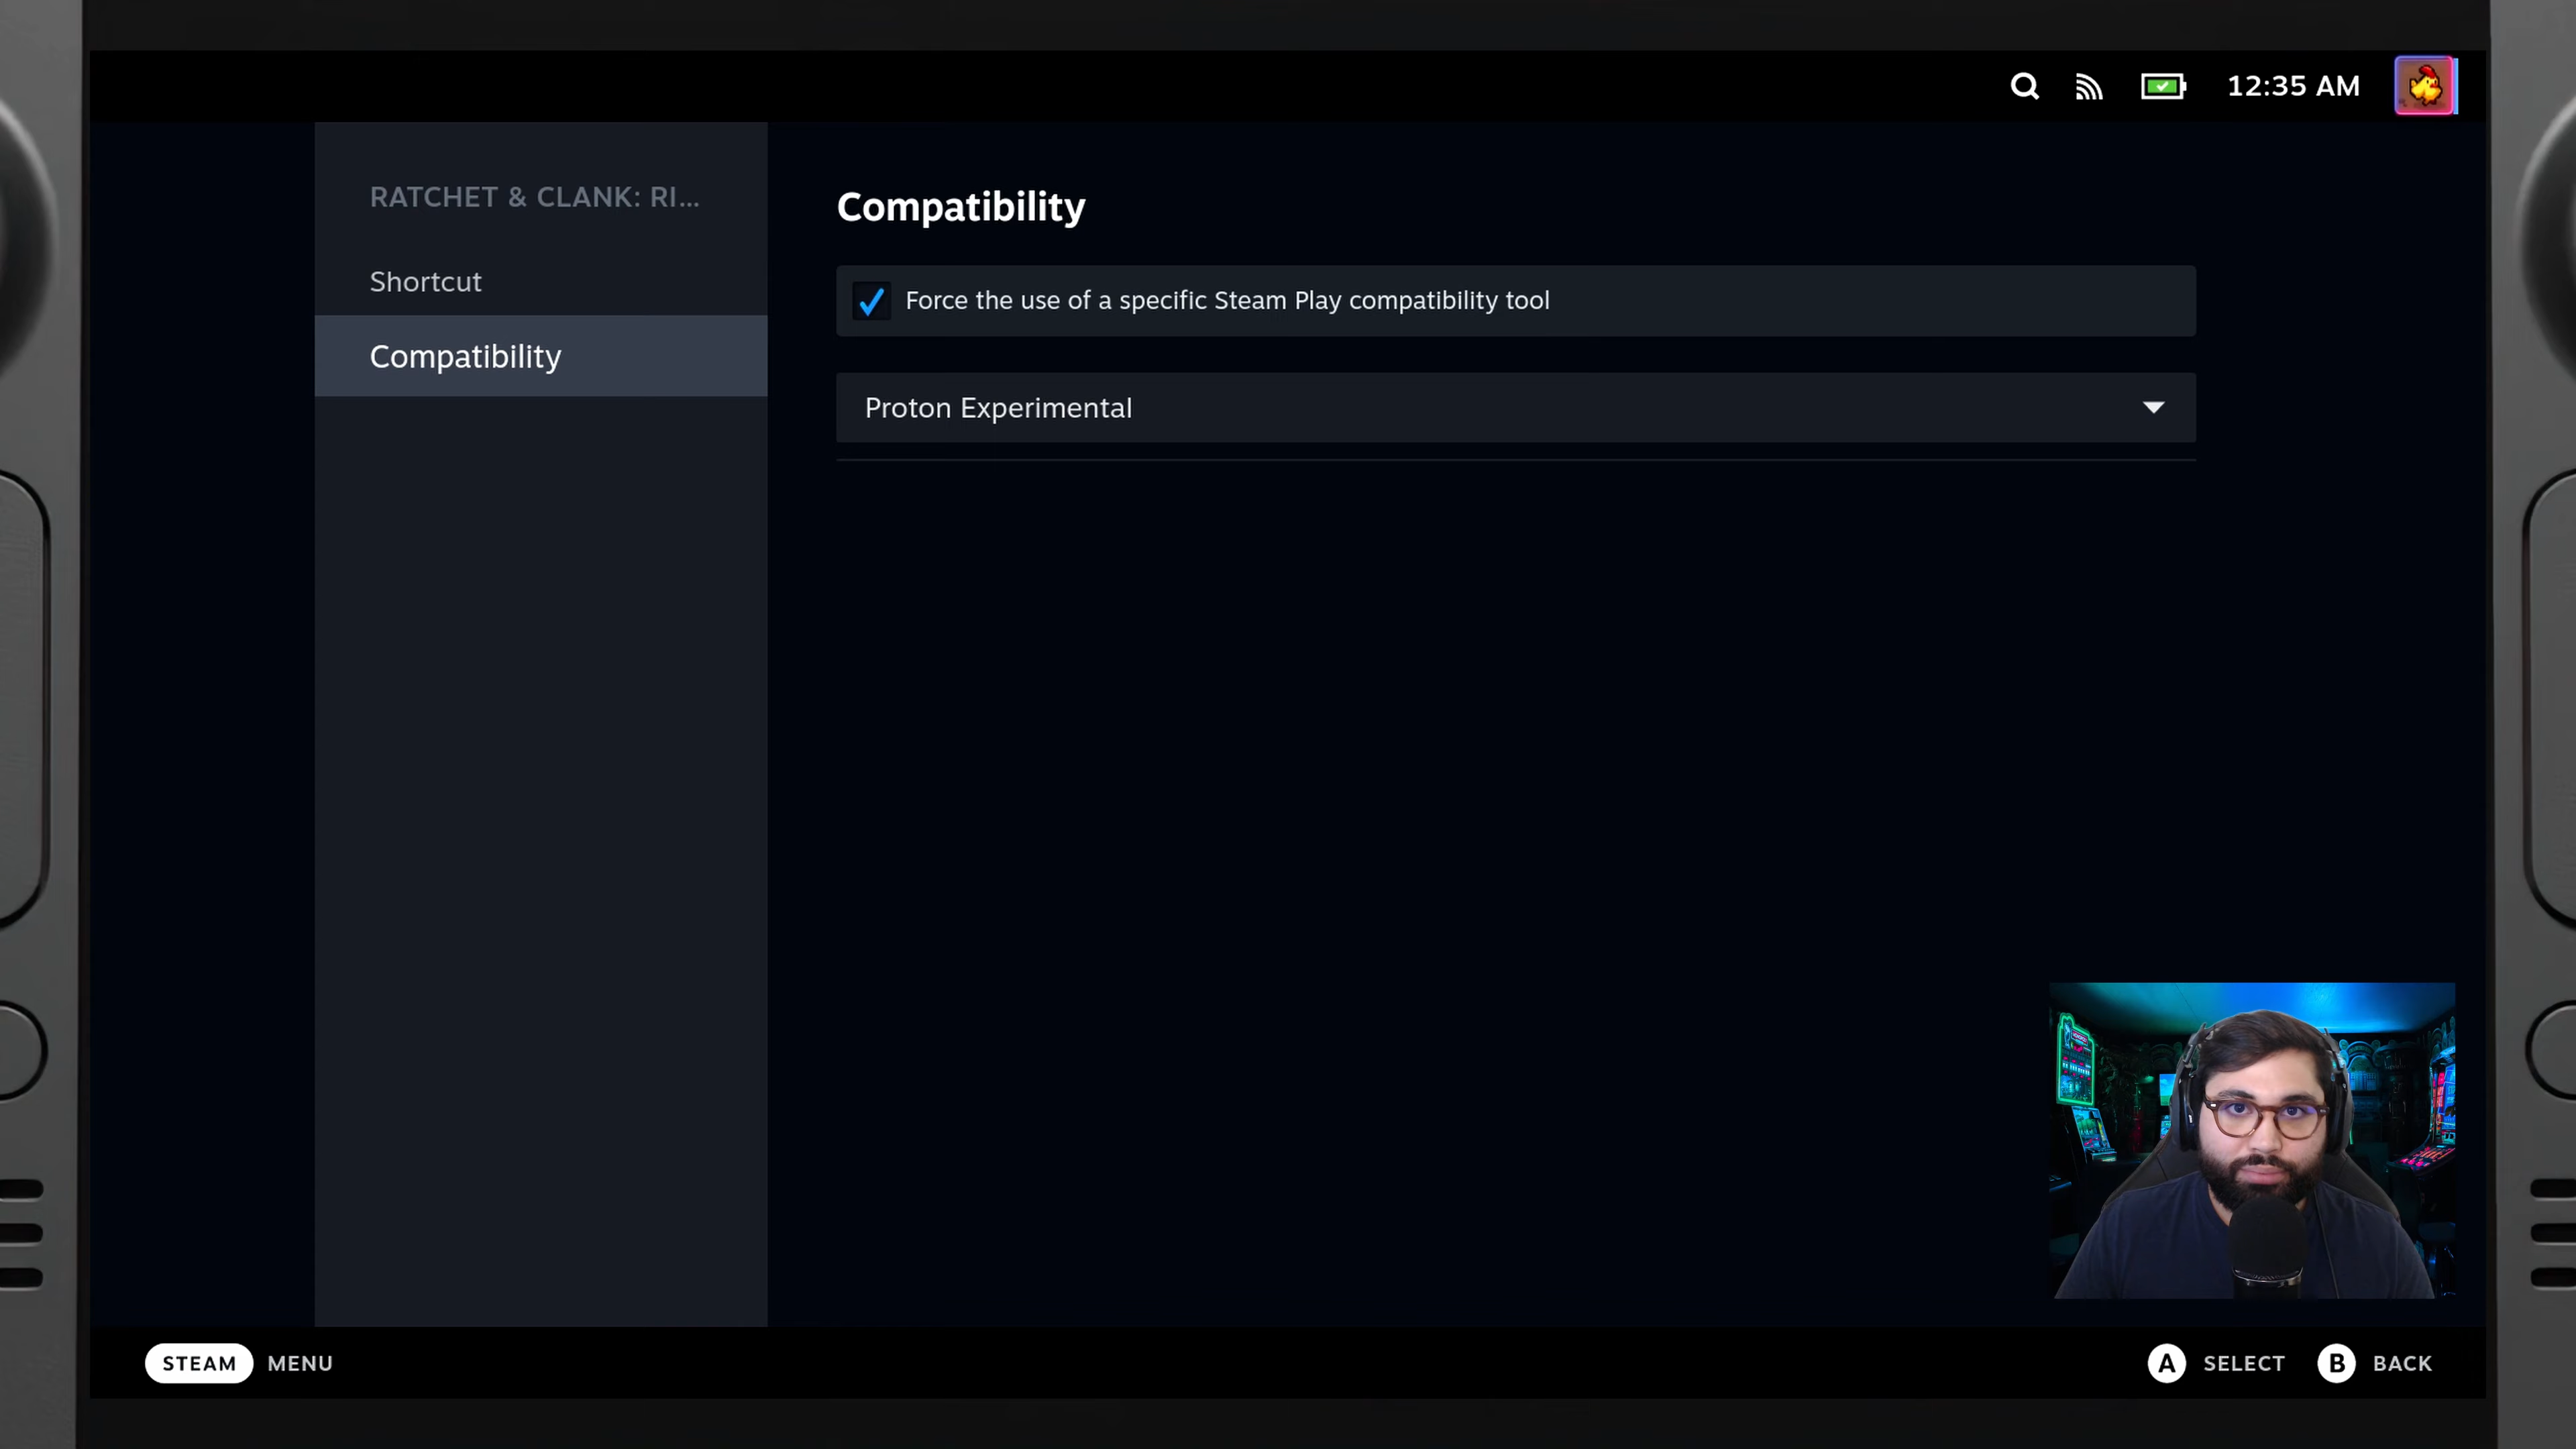 12:35 AM
RATCHET & CLANK: RI...
Shortcut
Compatibility
Compatibility
Force the use of a specific Steam Play compatibility tool
Proton Experimental
STEAM MENU
A SELECT B BACK